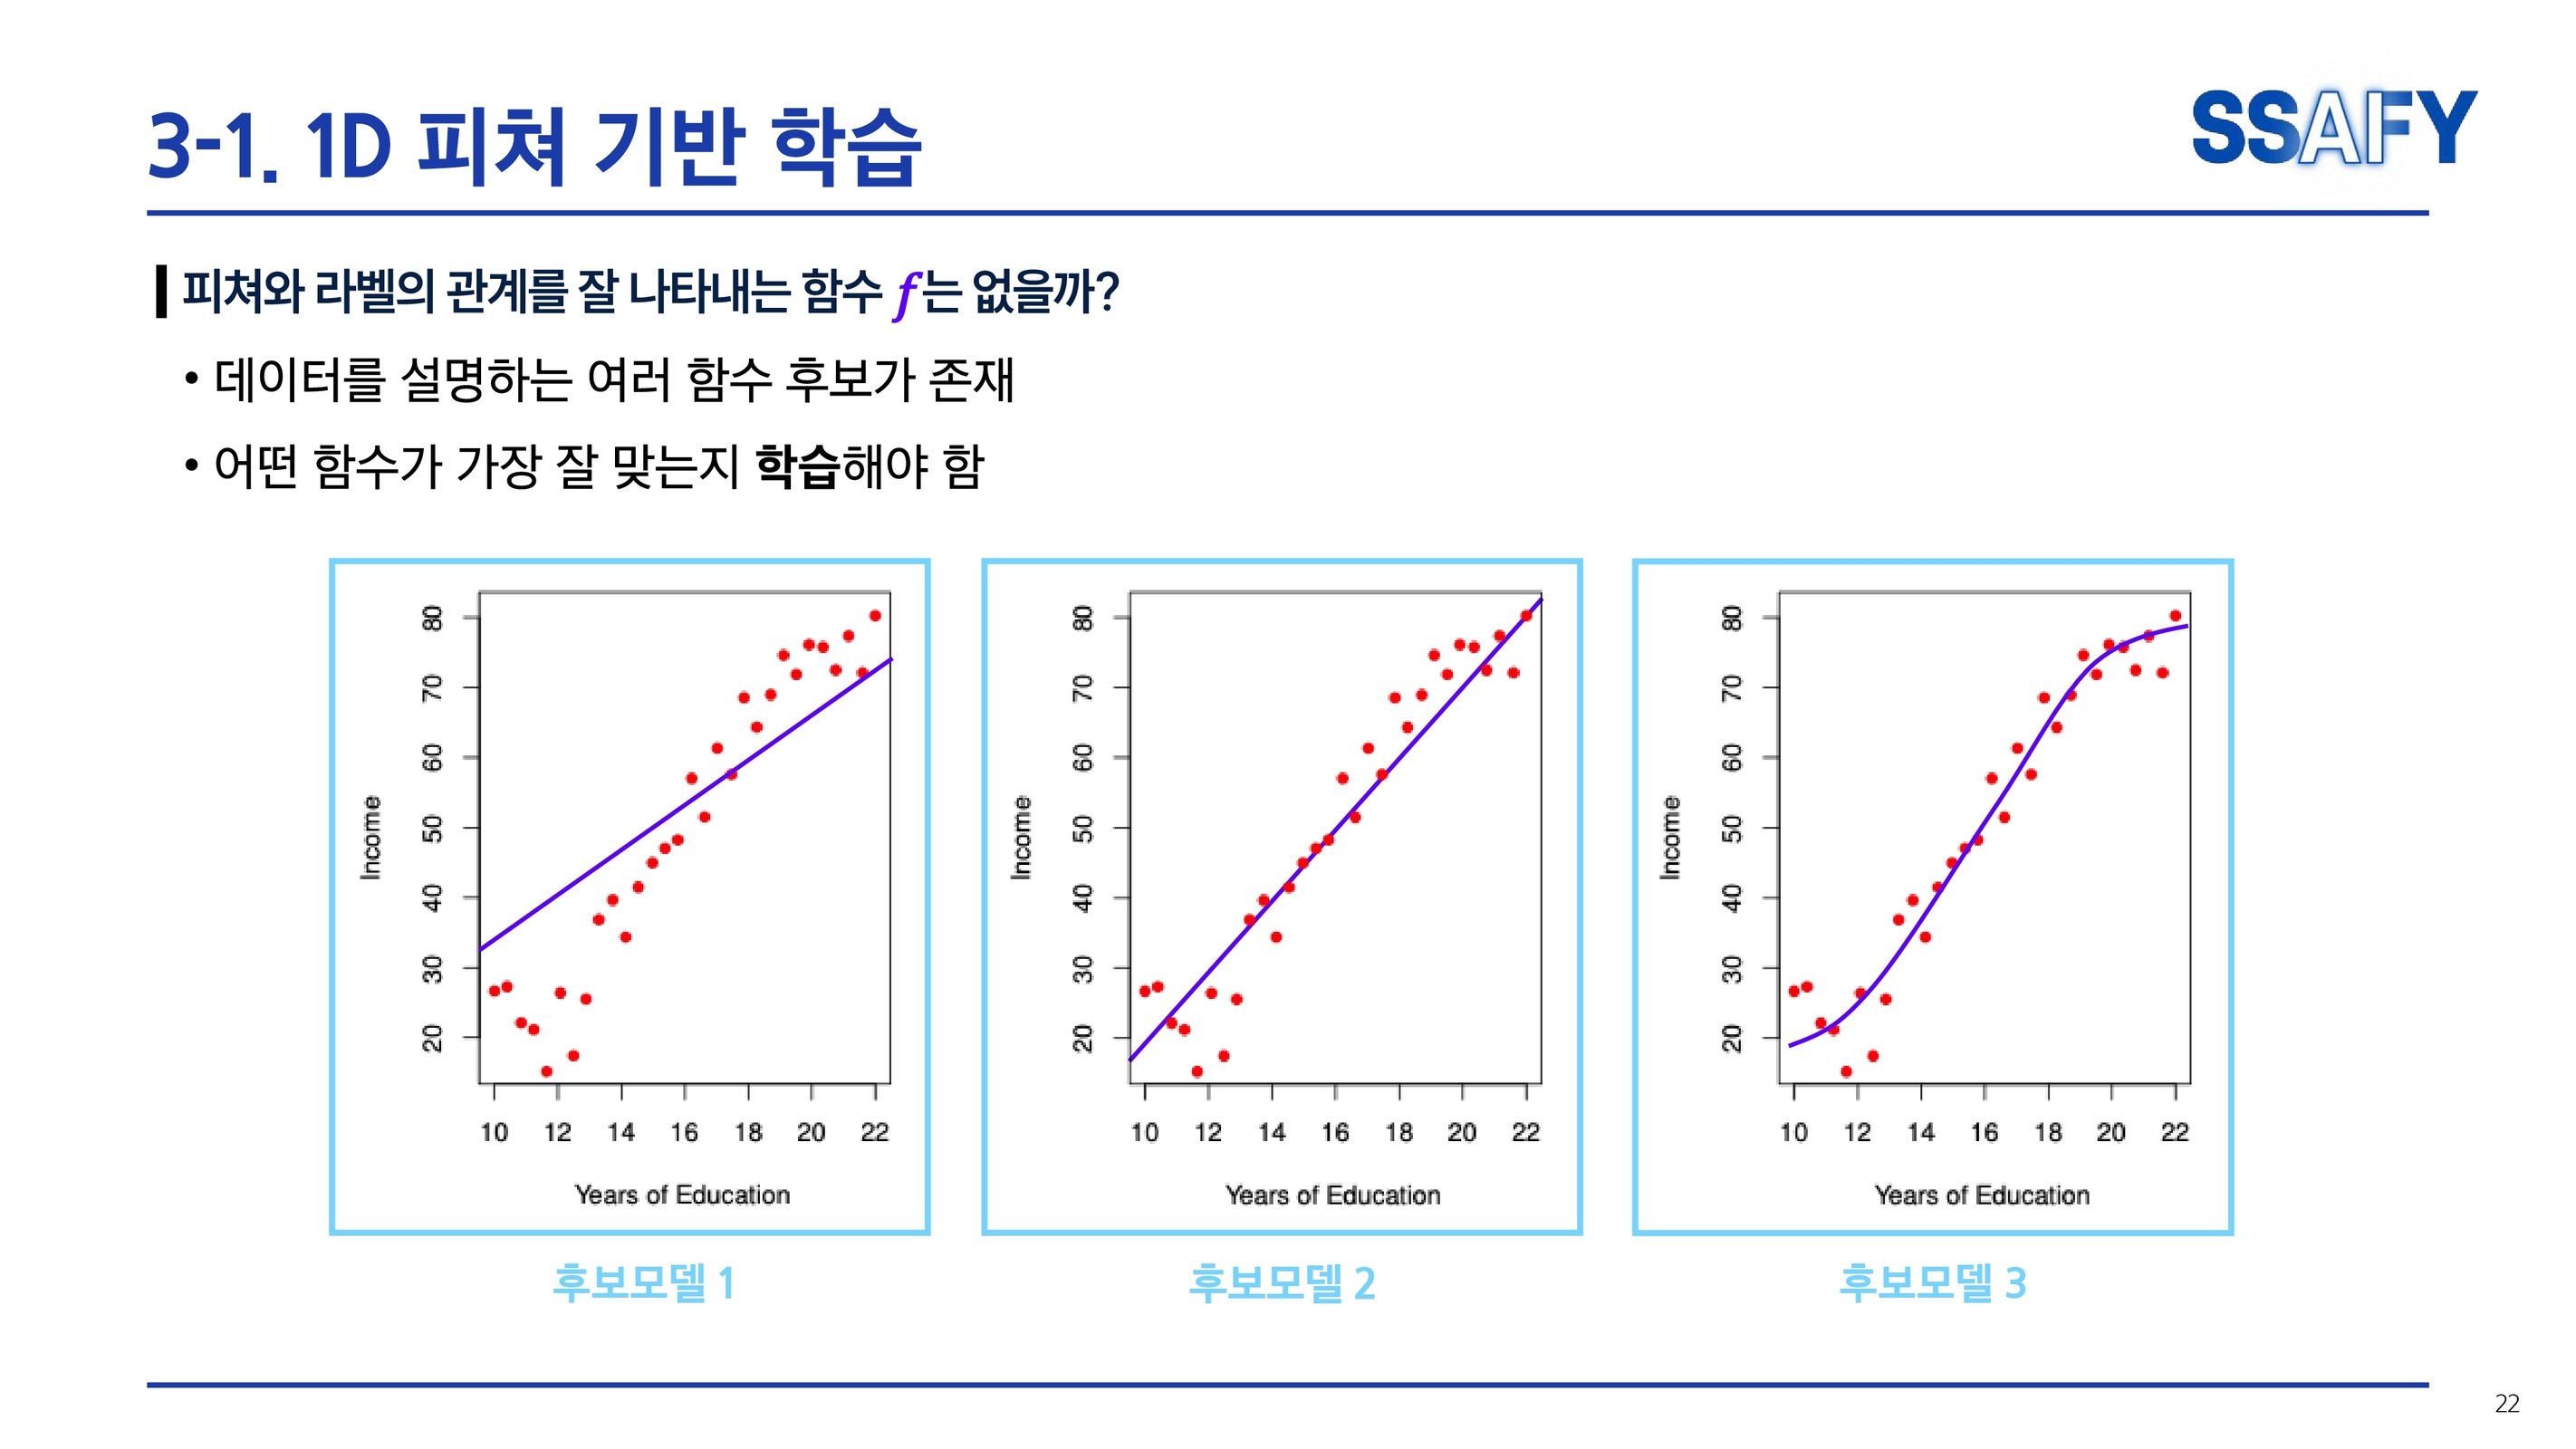 3-1. 1D 피쳐 기반 학습
SSAFY
피쳐와 라벨의 관계를 잘 나타내는 함수 f는 없을까?
• 데이터를 설명하는 여러 함수 후보가 존재
• 어떤 함수가 가장 잘 맞는지 학습해야 함
80
70
60
50
40
30
20
Income
10 12 14 16 18 20 22
Years of Education
후보모델 1
80
70
60
50
40
30
20
Income
10 12 14 16 18 20 22
Years of Education
후보모델 2
80
70
60
50
40
30
20
Income
10 12 14 16 18 20 22
Years of Education
후보모델 3
22